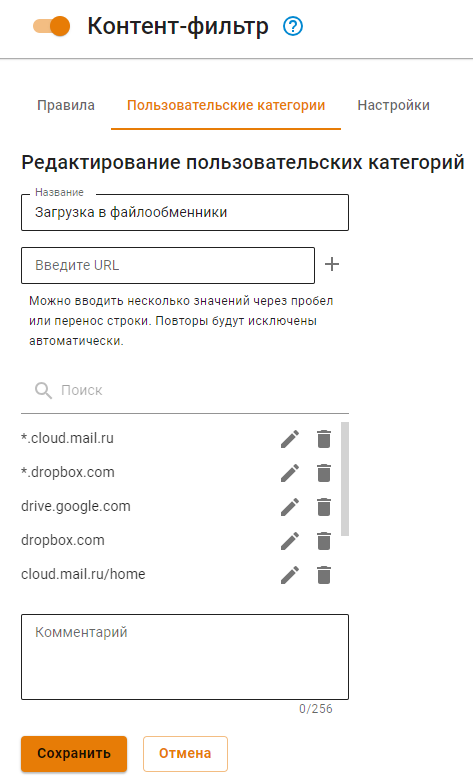 Контент-фильтр ?
Правила Пользовательские категории Настройки
Редактирование пользовательских категорий
Название
Загрузка в файлообменники
Введите URL
Можно вводить несколько значений через пробел
или перенос строки. Повторы будут исключены
автоматически.
Поиск
*.cloud.mail.ru
*.dropbox.com
drive.google.com
dropbox.com
cloud.mail.ru/home
Комментарий
0/256
Сохранить Отмена